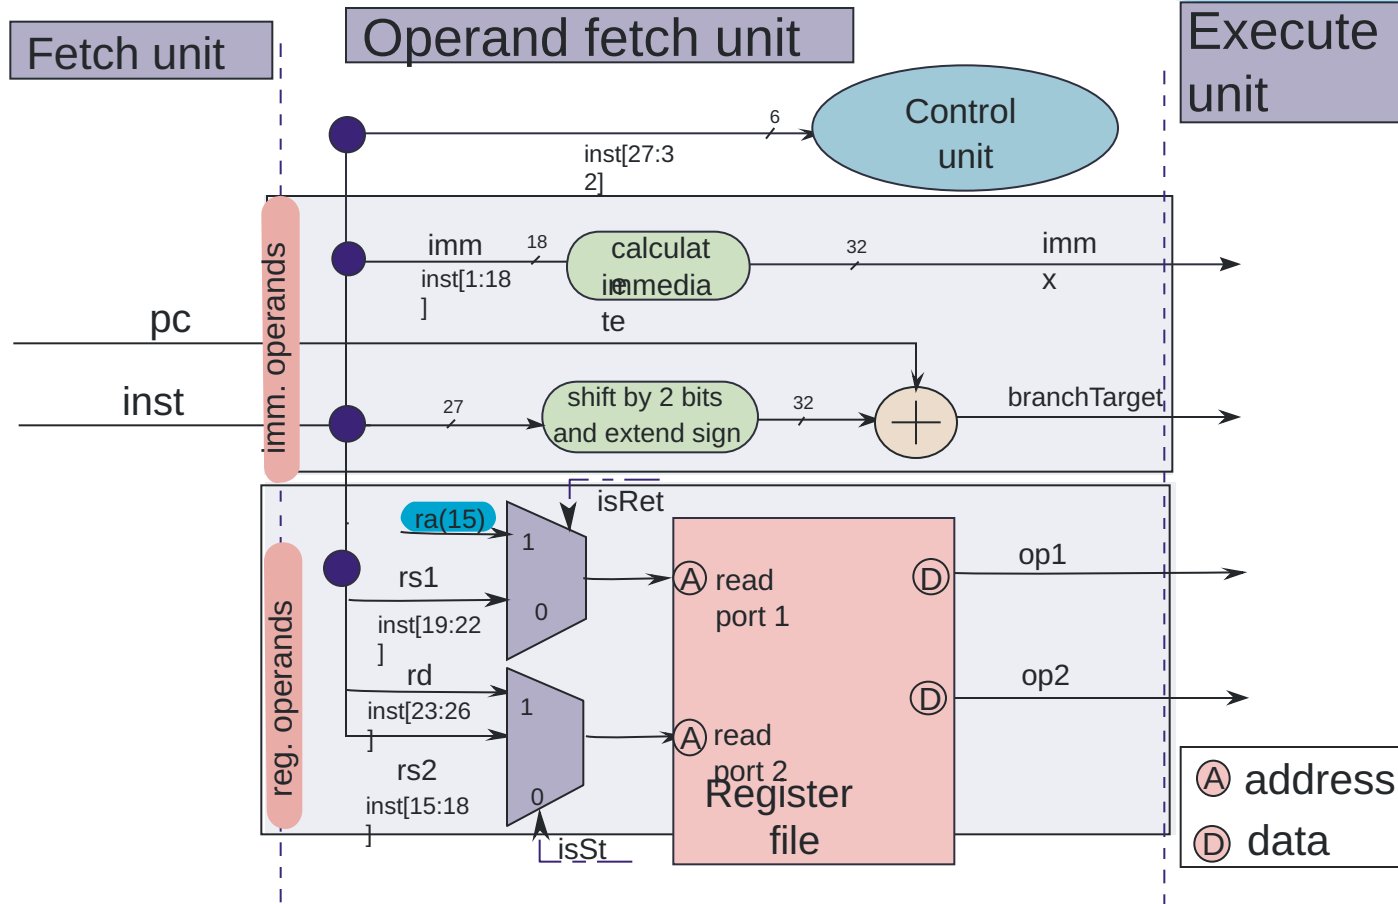 Fetch unit
Operand fetch unit
Execute
unit
Control
unit
6
inst[27:3
2]
imm. operands
imm
18
inst[1:18
]
calculat
e
immedia
te
32
imm
x
pc
inst
27
shift by 2 bits
and extend sign
32
branchTarget
reg. operands
isRet
ra(15)
1
rs1
0
inst[19:22
]
A
read
port 1
D
op1
rd
1
inst[23:26
]
rs2
0
inst[15:18
]
isSt
A
read
port 2
D
op2
Register
file
A address
D data